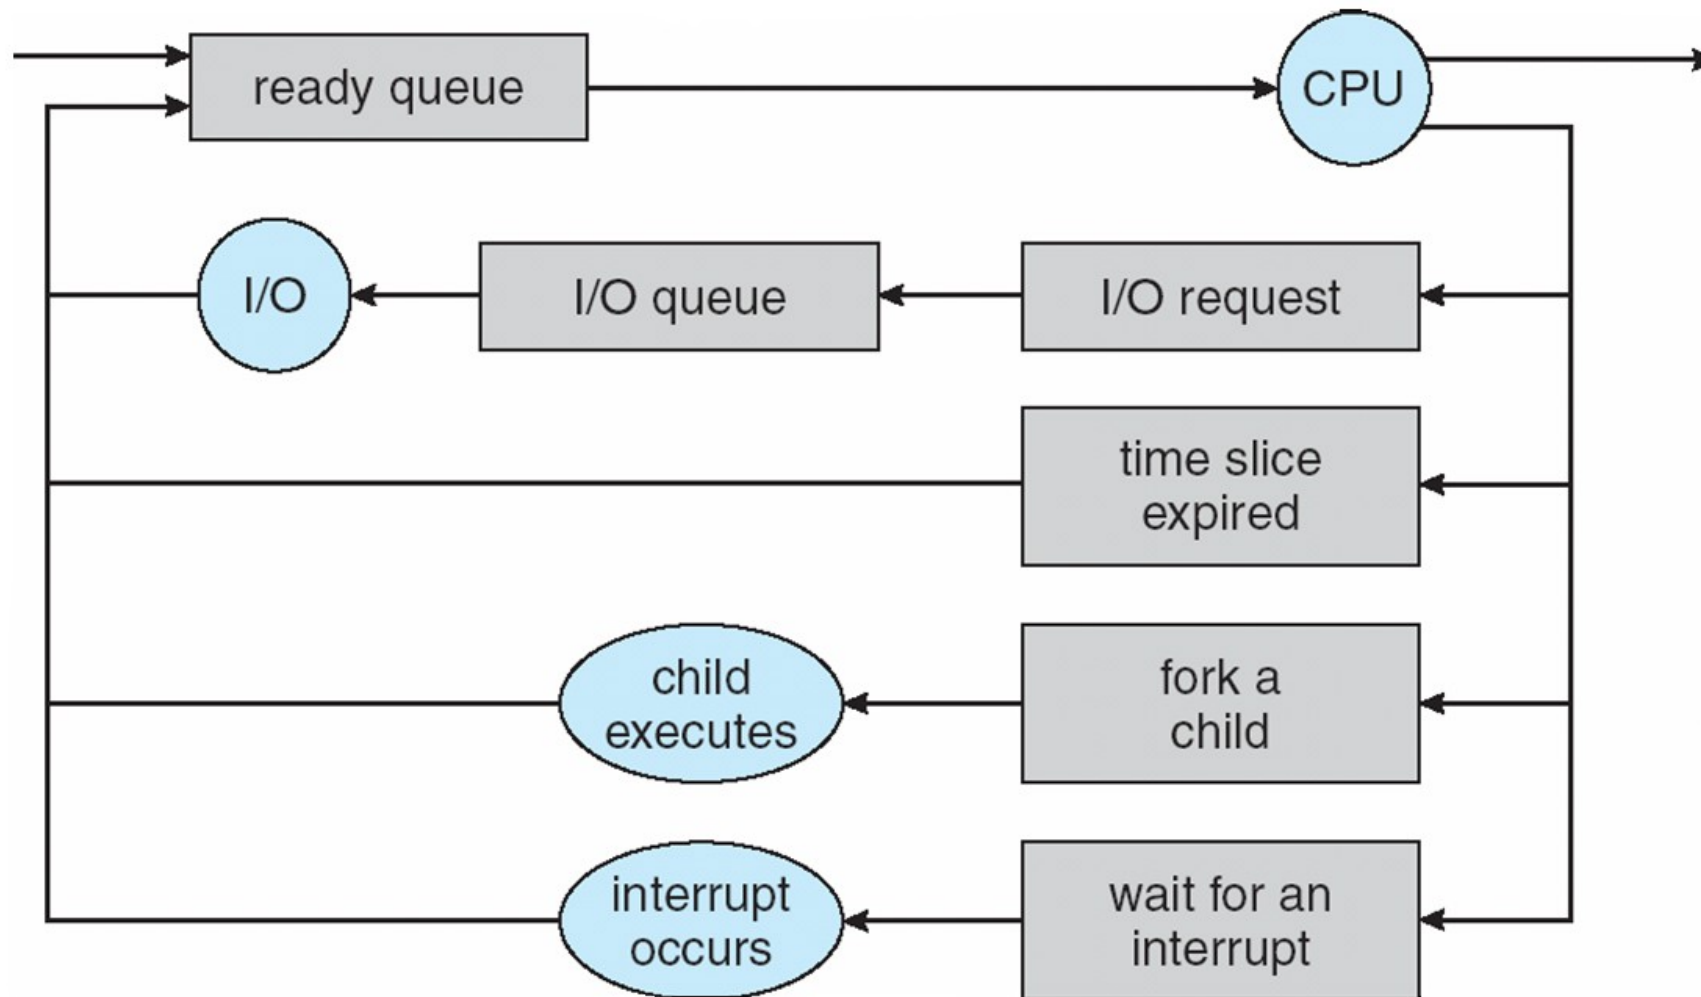 ready queue
CPU
I/O
I/O queue
I/O request
time slice
expired
child
executes
fork a
child
interrupt
occurs
wait for an
interrupt